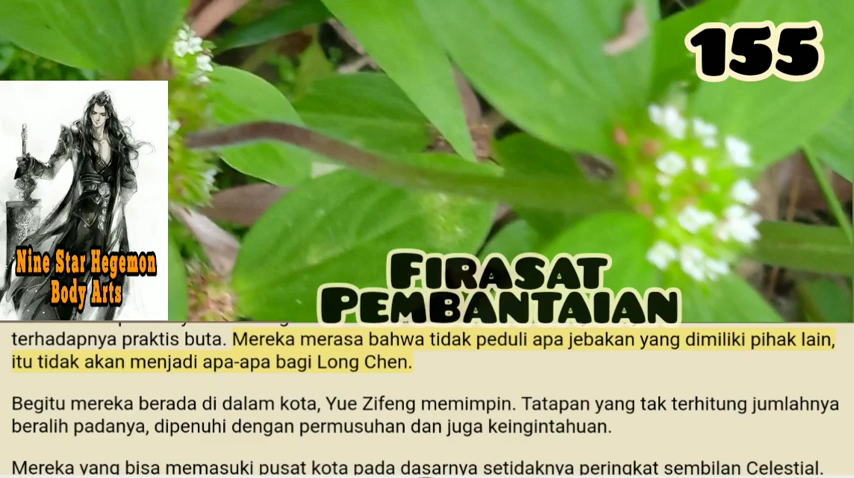 155
Nine Star Hegemon
Body Arts
FIRASAT
PEMBANTAIAN
terhadapnya praktis buta. Mereka merasa bahwa tidak peduli apa jebakan yang dimiliki pihak lain,
itu tidak akan menjadi apa-apa bagi Long Chen.
Begitu mereka berada di dalam kota, Yue Zifeng memimpin. Tatapan yang tak terhitung jumlahnya
beralih padanya, dipenuhi dengan permusuhan dan juga keingintahuan.
Mereka yang bisa memasuki pusat kota pada dasarnya setidaknya peringkat sembilan Celestial.